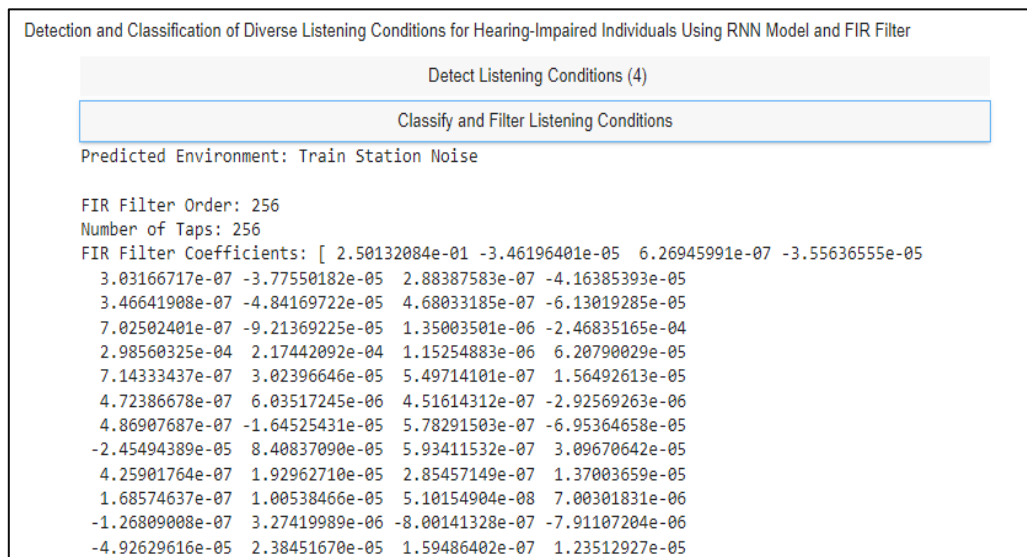 Detection and Classification of Diverse Listening Conditions for Hearing-Impaired Individuals Using RNN Model and FIR Filter
Detect Listening Conditions (4)
Classify and Filter Listening Conditions
Predicted Environment: Train Station Noise
FIR Filter Order: 256
Number of Taps: 256
FIR Filter Coefficients: [ 2.50132084e-01 -3.46196401e-05 6.26945991e-07 -3.55636555e-05
3.03166717e-07 -3.77550182e-05 2.88387583e-07 -4.16385393e-05
3.46641908e-07 -4.84169722e-05 4.68033185e-07 -6.13019285e-05
7.02502401e-07 -9.21369225e-05 1.35003501e-06 -2.46835165e-04
2.98560325e-04 2.17442092e-04 1.15254883e-06 6.20790029e-05
7.14333437e-07 3.02396646e-05 5.49714101e-07 1.56492613e-05
4.72386678e-07 6.03517245e-06 4.51614312e-07 -2.92569263e-06
4.86907687e-07 -1.64525431e-05 5.78291503e-07 -6.95364658e-05
-2.45494389e-05 8.40837090e-05 5.93411532e-07 3.09670642e-05
4.25901764e-07 1.92962710e-05 2.85457149e-07 1.37003659e-05
1.68574637e-07 1.00538466e-05 5.10154904e-08 7.00301831e-06
-1.26809008e-07 3.27419989e-06 -8.00141328e-07 -7.91107204e-06
-4.92629616e-05 2.38451670e-05 1.59486402e-07 1.23512927e-05